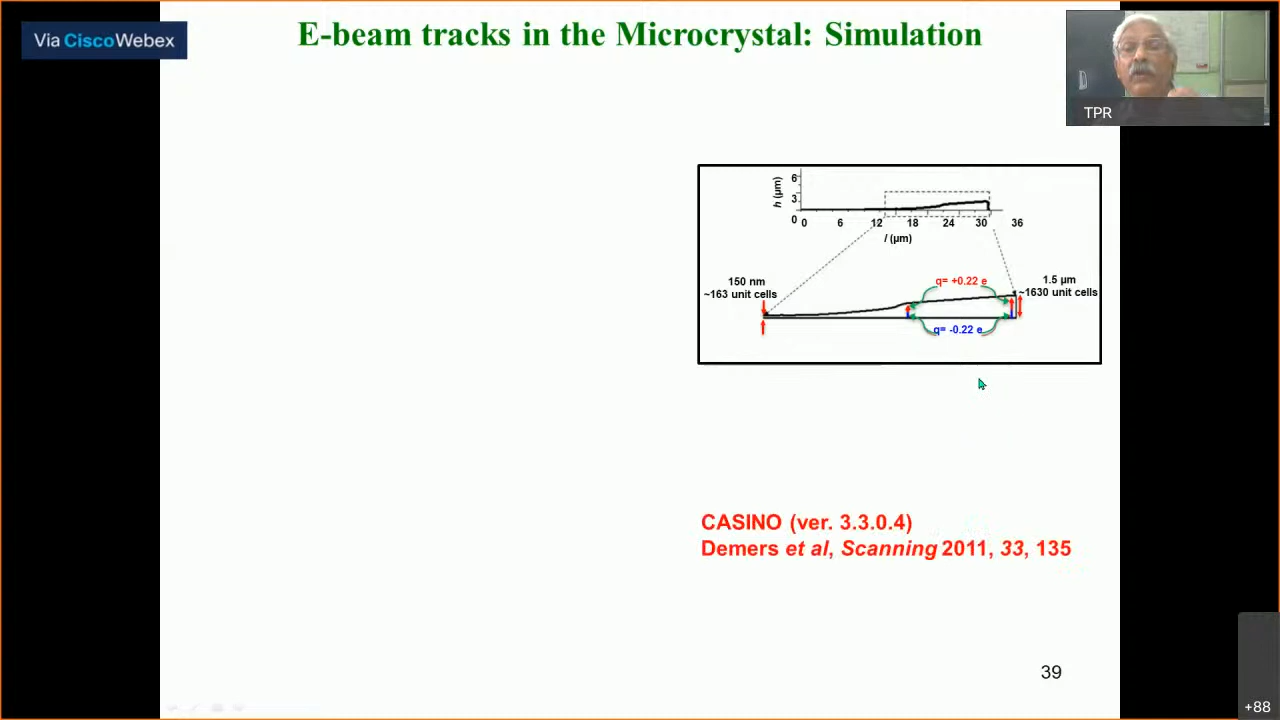 Via CiscoWebex
E-beam tracks in the Microcrystal: Simulation
TPR
h (μm)
6
3
0
0 6 12 18 24 30 36
l (μm)
150 nm
~163 unit cells
q= +0.22 e
1.5 μm
~1630 unit cells
q= -0.22 e
CASINO (ver. 3.3.0.4)
Demers et al, Scanning 2011, 33, 135
39
+88